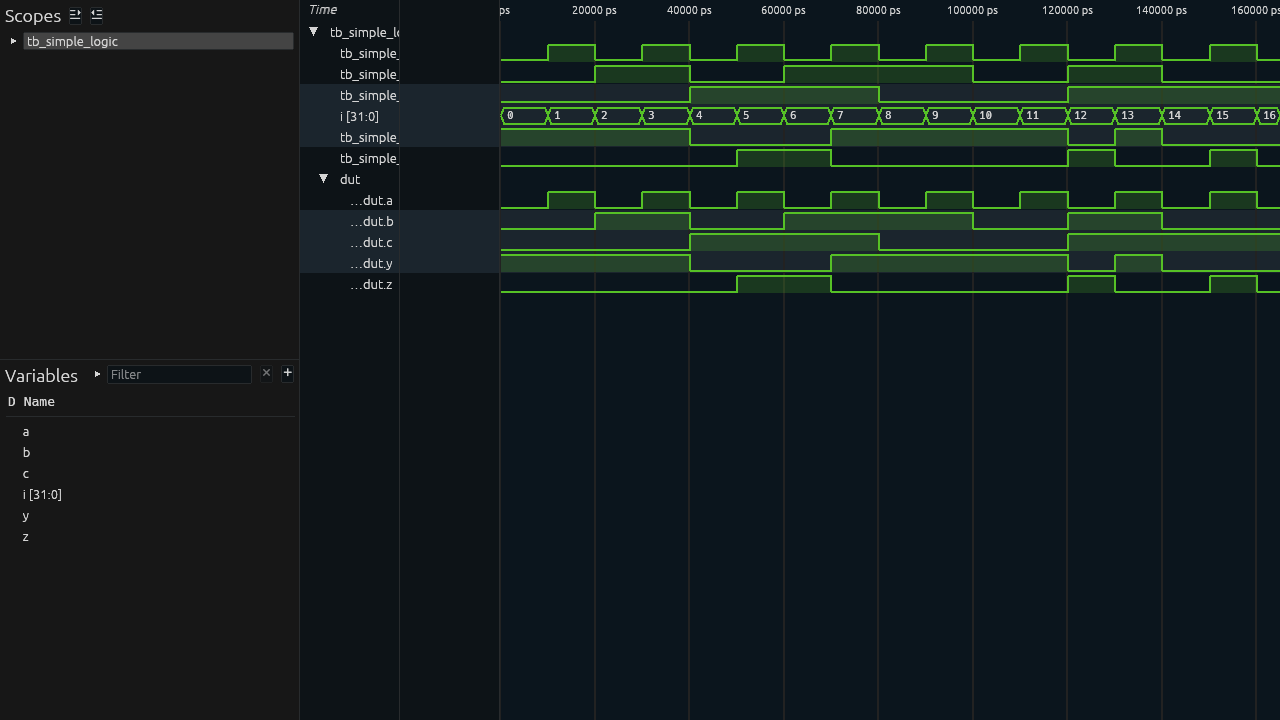 Scopes
tb_simple_logic
Variables
Filter
D Name
a
b
c
i [31:0]
y
z
Time
ps 20000 ps 40000 ps 60000 ps 80000 ps 100000 ps 120000 ps 140000 ps 160000 ps
tb_simple_lo
tb_simple_
tb_simple_
tb_simple_
i [31:0] 0 1 2 3 4 5 6 7 8 9 10 11 12 13 14 15 16
tb_simple_
tb_simple_
dut
...dut.a
...dut.b
...dut.c
...dut.y
...dut.z